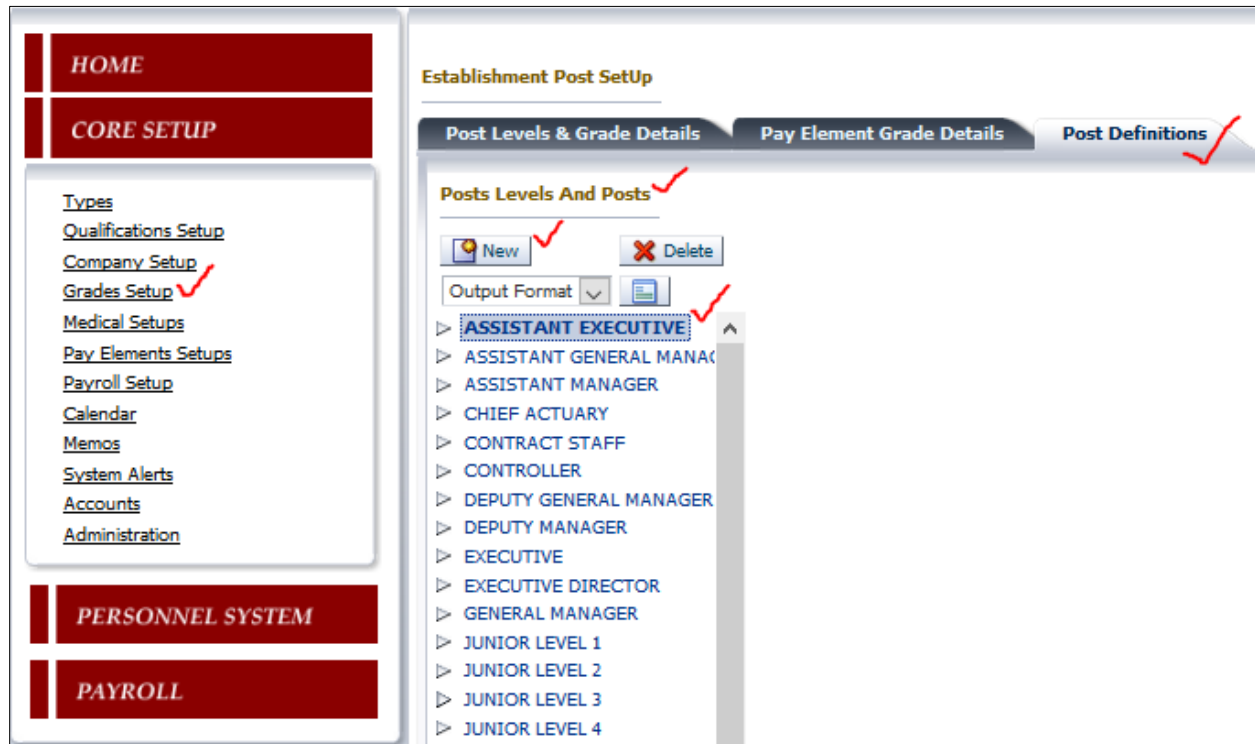 HOME
CORE SETUP
Types
Qualifications Setup
Company Setup
Grades Setup
Medical Setups
Pay Elements Setups
Payroll Setup
Calendar
Memos
System Alerts
Accounts
Administration
PERSONNEL SYSTEM
PAYROLL
Establishment Post SetUp
Post Levels & Grade Details Pay Element Grade Details Post Definitions
Posts Levels And Posts
New Delete
Output Format
ASSISTANT EXECUTIVE
ASSISTANT GENERAL MANAG
ASSISTANT MANAGER
CHIEF ACTUARY
CONTRACT STAFF
CONTROLLER
DEPUTY GENERAL MANAGER
DEPUTY MANAGER
EXECUTIVE
EXECUTIVE DIRECTOR
GENERAL MANAGER
JUNIOR LEVEL 1
JUNIOR LEVEL 2
JUNIOR LEVEL 3
JUNIOR LEVEL 4